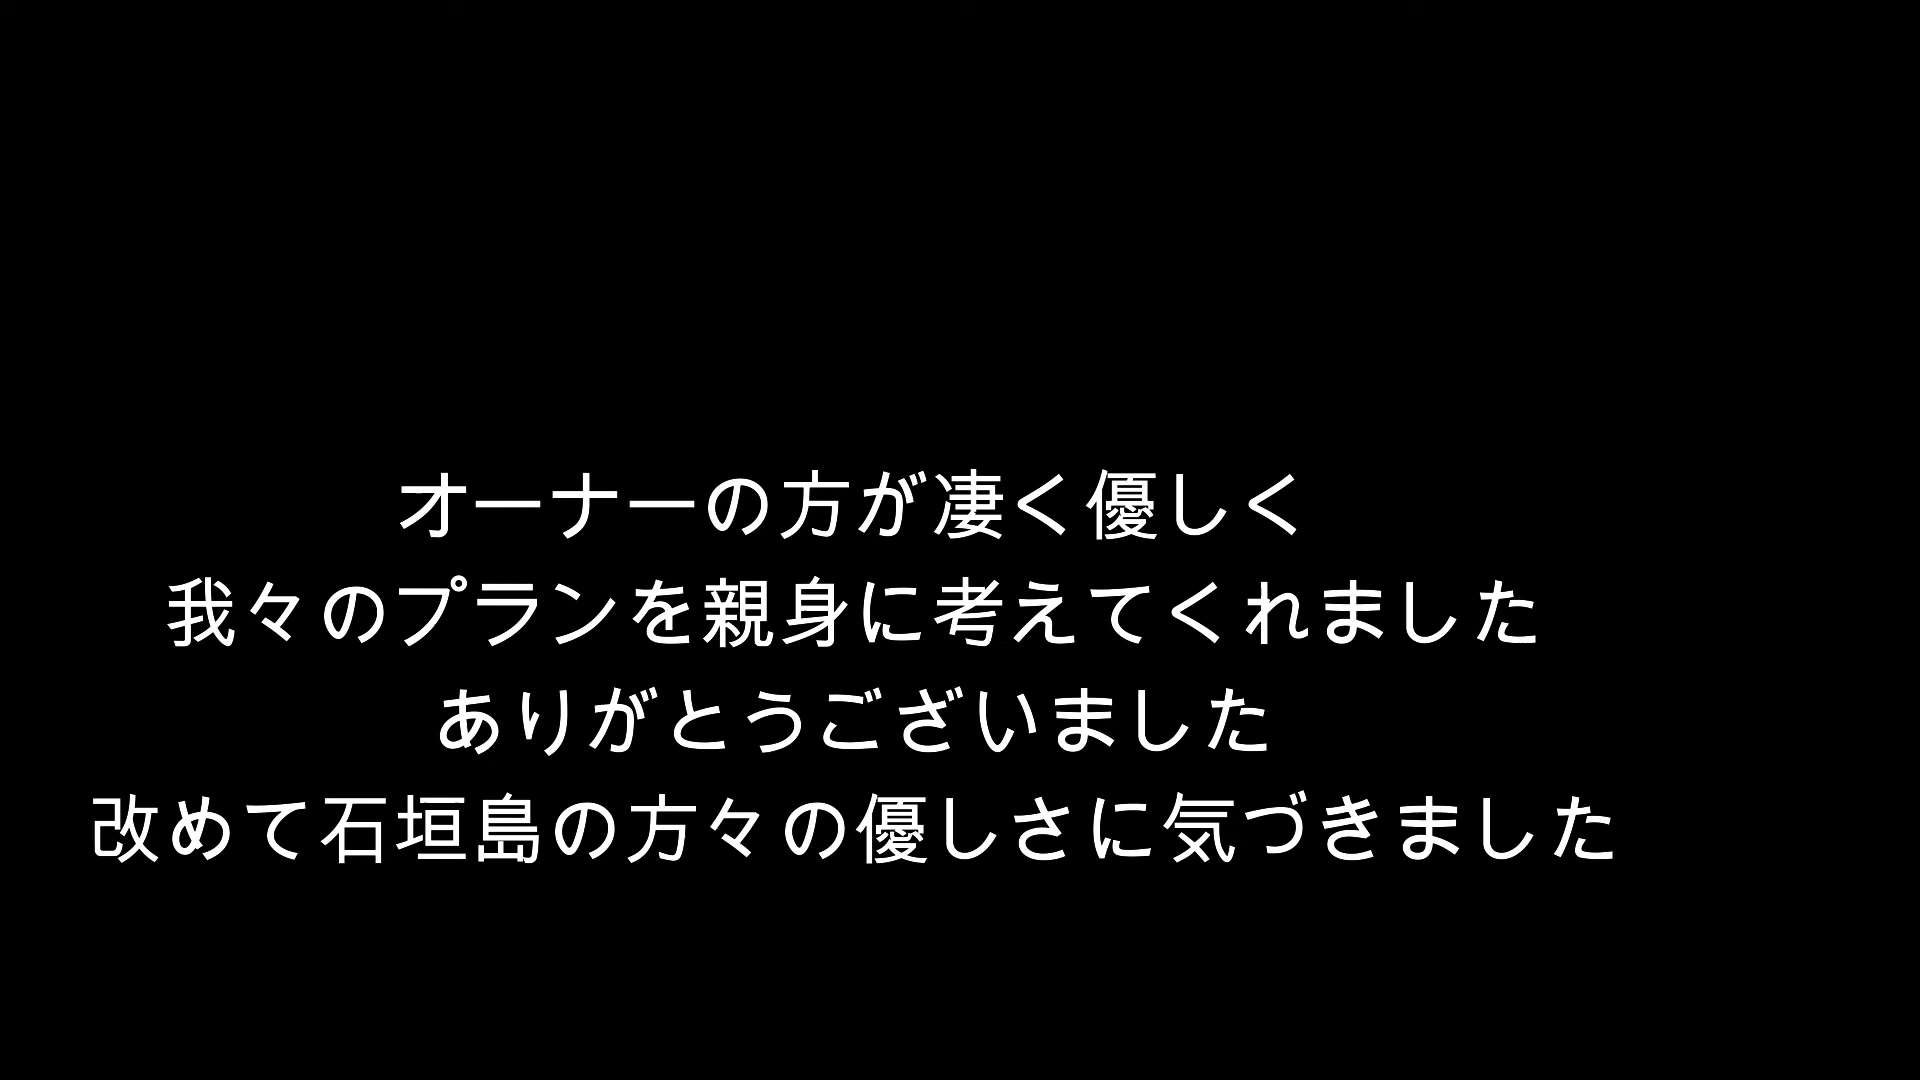 オーナーの方が凄く優しく
我々のプランを親身に考えてくれました
ありがとうございました
改めて石垣島の方々の優しさに気づきました